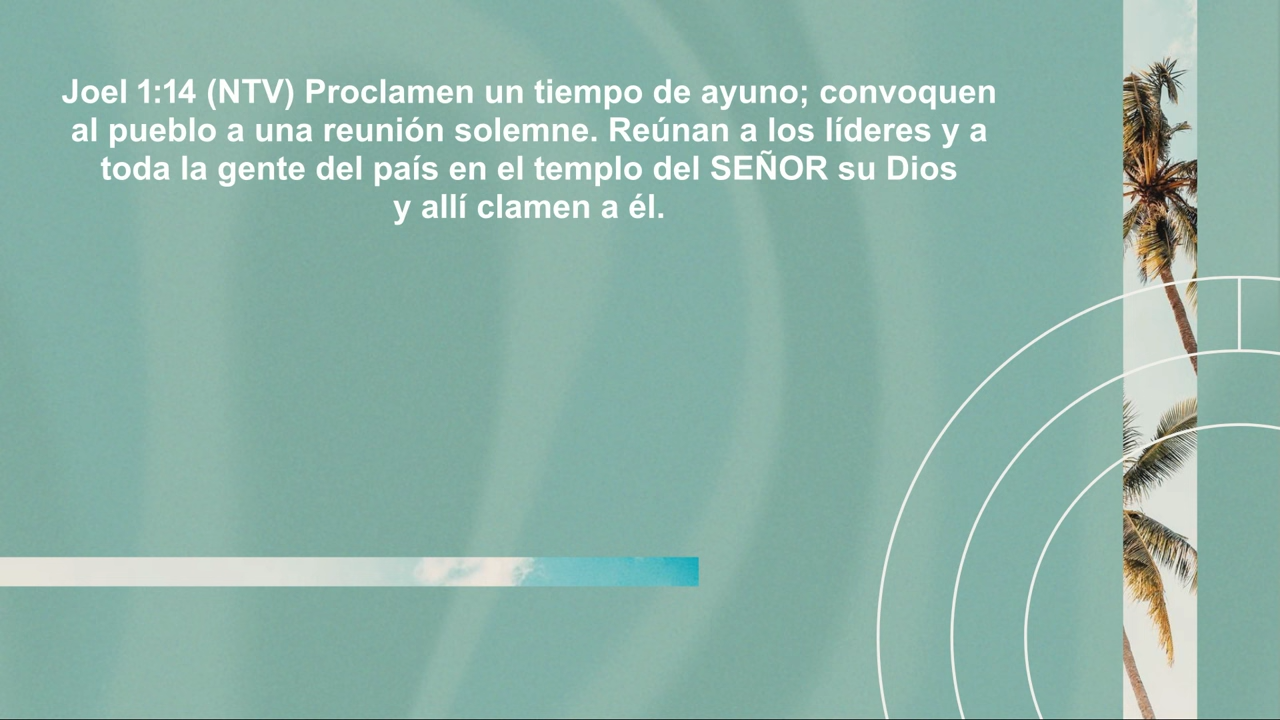 Joel 1:14 (NTV) Proclamen un tiempo de ayuno; convoquen
al pueblo a una reunión solemne. Reúnan a los líderes y a
toda la gente del país en el templo del SEÑOR su Dios
y allí clamen a él.